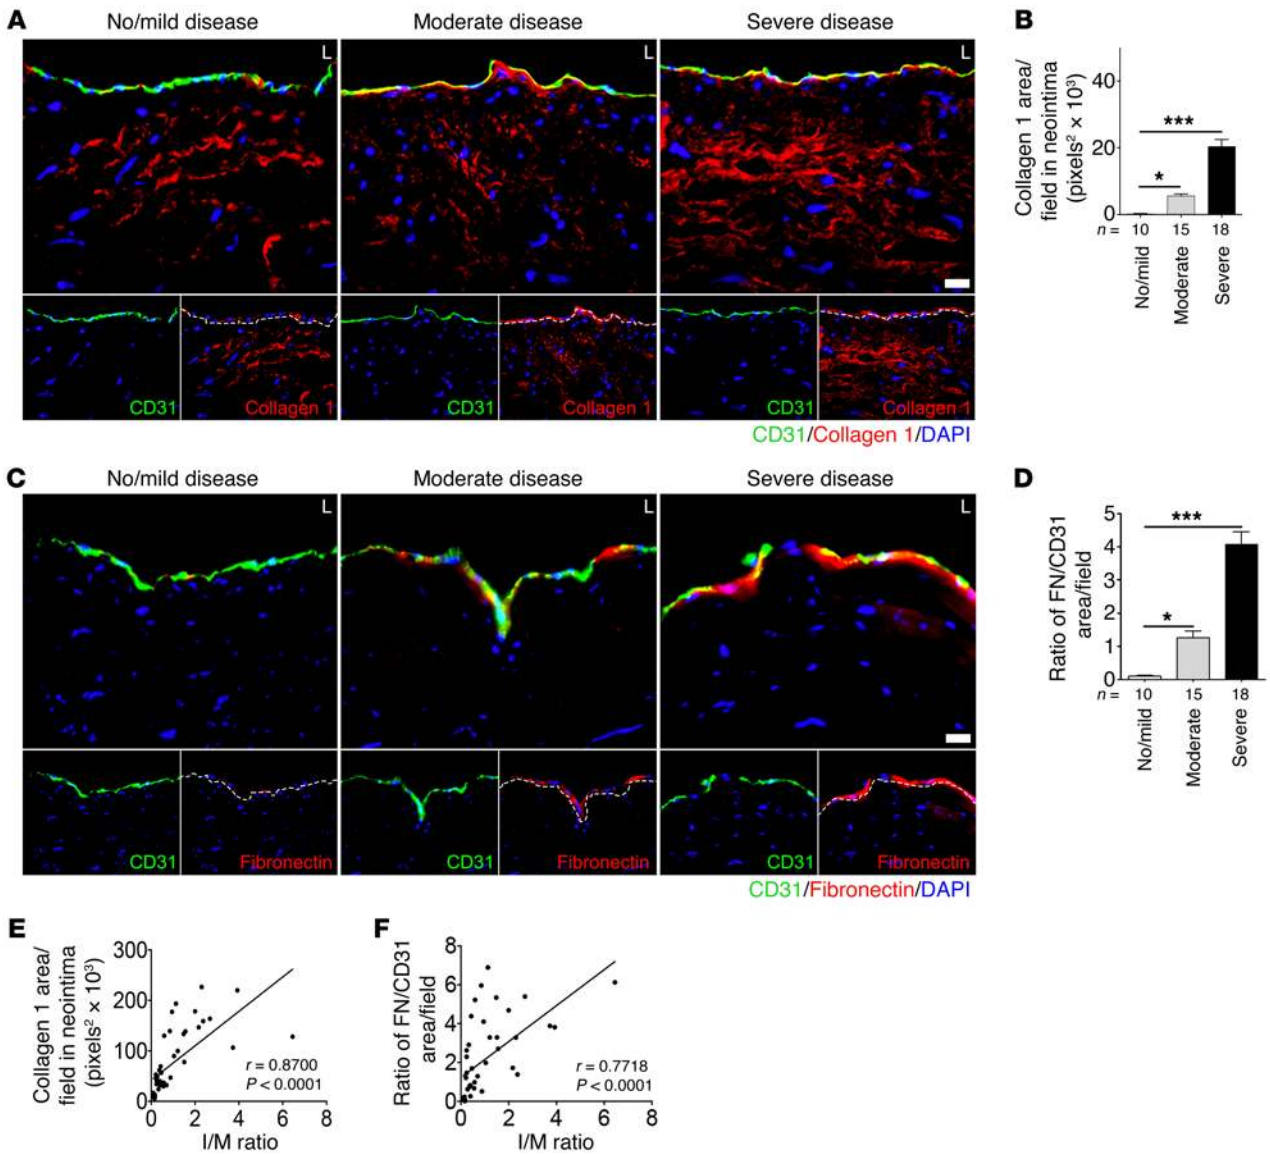 A
No/mild disease
Moderate disease
Severe disease
L
L
L
CD31
Collagen 1
CD31
Collagen 1
CD31
Collagen 1
CD31/Collagen 1/DAPI
B
Collagen 1 area/
field in neointima
(pixels² × 10³)
40
20
0
***
*
n = 10 15 18
No/mild
Moderate
Severe
C
No/mild disease
Moderate disease
Severe disease
L
L
L
CD31
Fibronectin
CD31
Fibronectin
CD31
Fibronectin
CD31/Fibronectin/DAPI
D
Ratio of FN/CD31
area/field
5
4
3
2
1
0
***
*
n = 10 15 18
No/mild
Moderate
Severe
E
Collagen 1 area/
field in neointima
(pixels² × 10³)
300
200
100
0
r = 0.8700
P < 0.0001
0 2 4 6 8
I/M ratio
F
Ratio of FN/CD31
area/field
8
6
4
2
0
r = 0.7718
P < 0.0001
0 2 4 6 8
I/M ratio